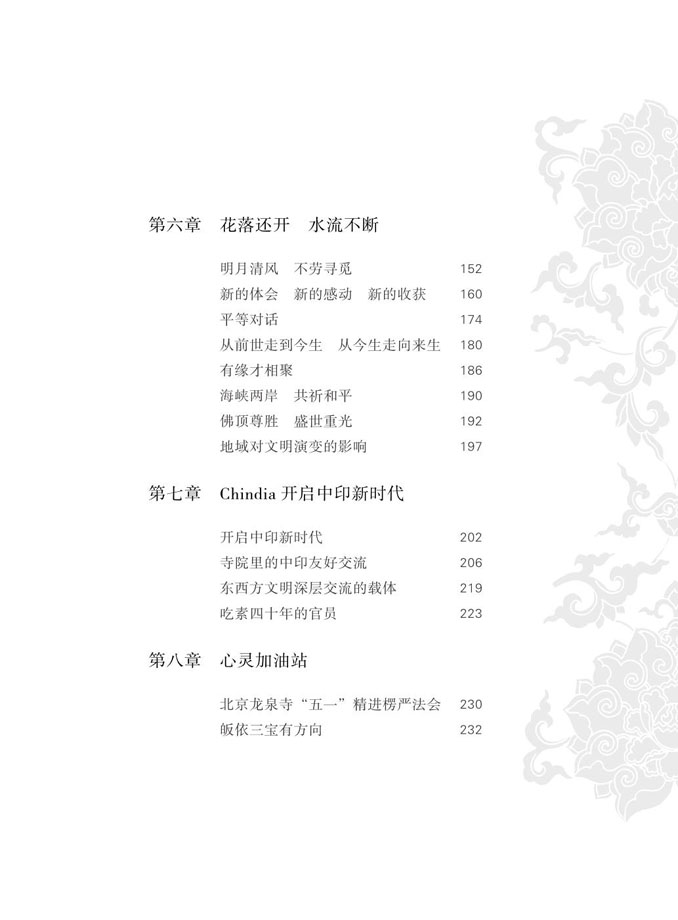 第六章　花落还开　水流不断
明月清风　不劳寻觅 152
新的体会　新的感动　新的收获 160
平等对话 174
从前世走到今生　从今生走向来生 180
有缘才相聚 186
海峡两岸　共祈和平 190
佛顶尊胜　盛世重光 192
地域对文明演变的影响 197
第七章　Chindia 开启中印新时代
开启中印新时代 202
寺院里的中印友好交流 206
东西方文明深层交流的载体 219
吃素四十年的官员 223
第八章　心灵加油站
北京龙泉寺“五一”精进楞严法会 230
皈依三宝有方向 232